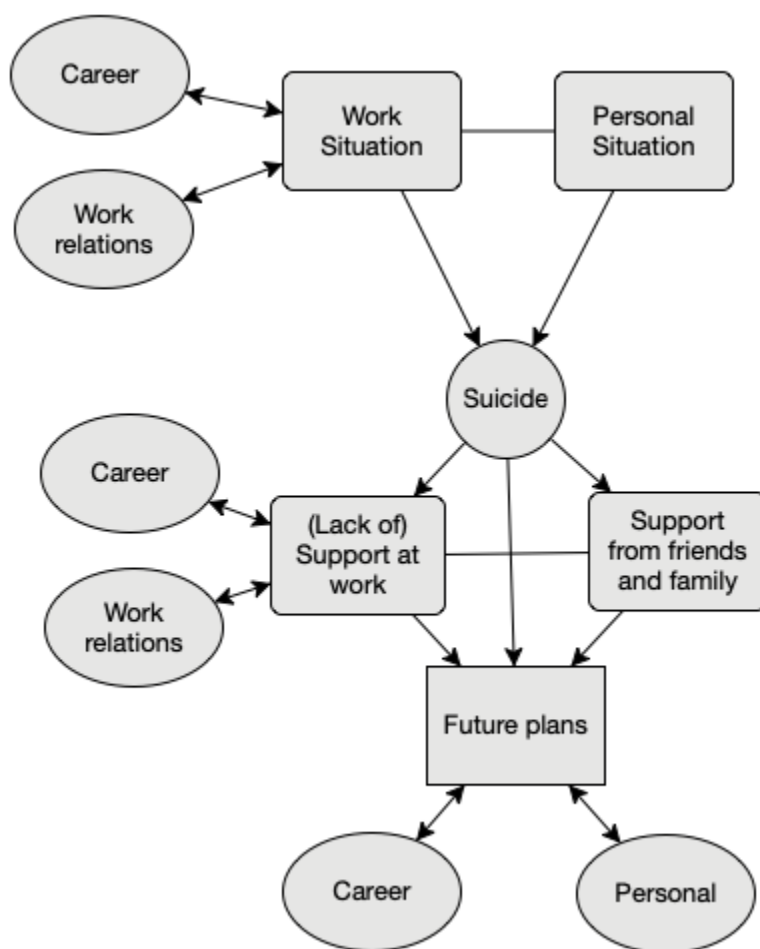 Career
Work
Situation
Personal
Situation
Work
relations
Suicide
Career
(Lack of)
Support at
work
Support
from friends
and family
Work
relations
Future plans
Career
Personal